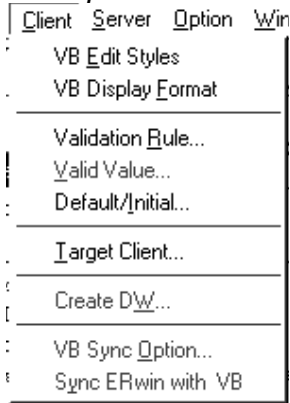 Client Server Option Win
VB Edit Styles
VB Display Format
Validation Rule...
Valid Value...
Default/Initial...
Target Client...
Create DW...
VB Sync Option...
Sync ERwin with VB